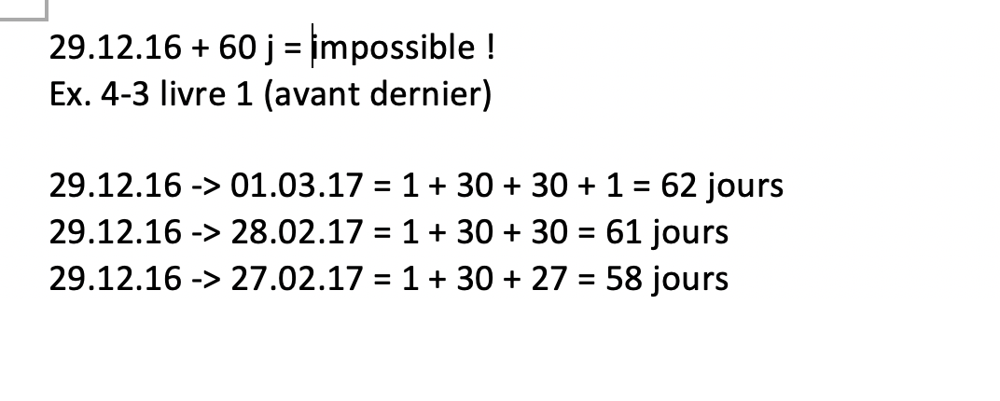 29.12.16 + 60 j = impossible !
Ex. 4-3 livre 1 (avant dernier)
29.12.16 -> 01.03.17 = 1 + 30 + 30 + 1 = 62 jours
29.12.16 -> 28.02.17 = 1 + 30 + 30 = 61 jours
29.12.16 -> 27.02.17 = 1 + 30 + 27 = 58 jours